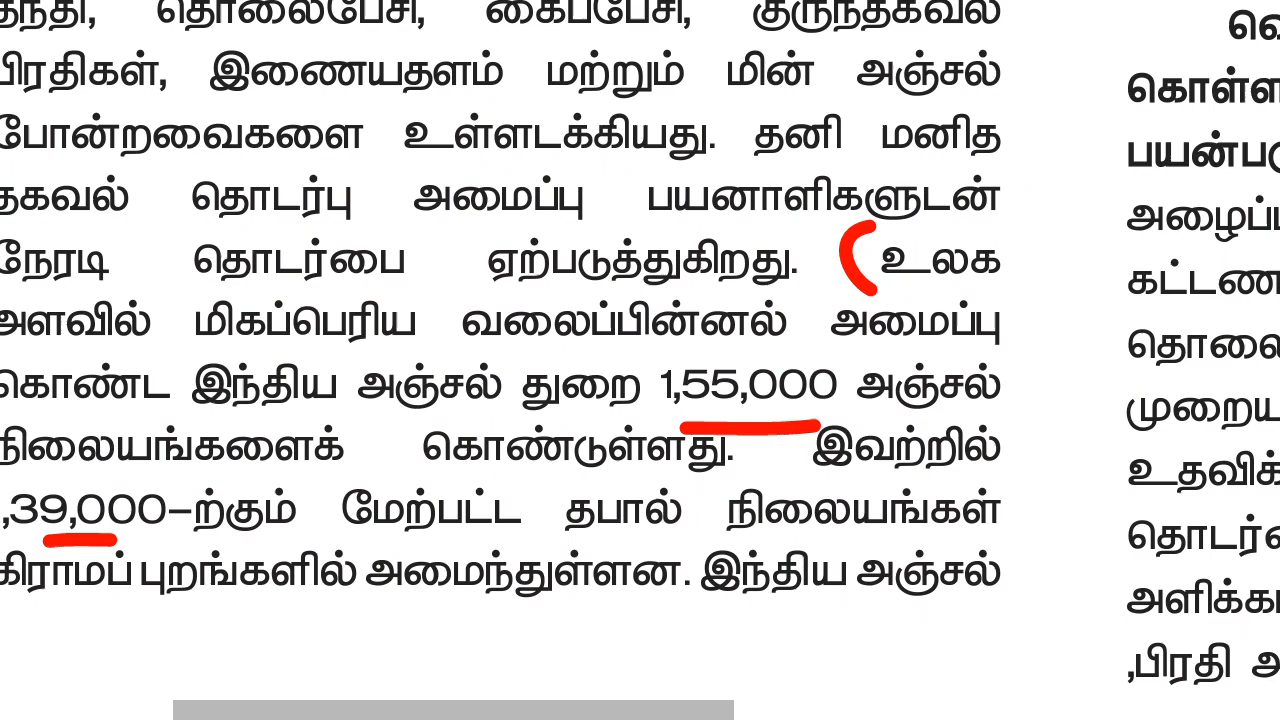 தந்தி, தொலைபேசி, கைப்பேசி, குருந்தகவல்
பிரதிகள், இணையதளம் மற்றும் மின் அஞ்சல்
போன்றவைகளை உள்ளடக்கியது. தனி மனித
தகவல் தொடர்பு அமைப்பு பயனாளிகளுடன்
நேரடி தொடர்பை ஏற்படுத்துகிறது. உலக
அளவில் மிகப்பெரிய வலைப்பின்னல் அமைப்பு
கொண்ட இந்திய அஞ்சல் துறை 1,55,000 அஞ்சல்
நிலையங்களைக் கொண்டுள்ளது. இவற்றில்
,39,000–ற்கும் மேற்பட்ட தபால் நிலையங்கள்
கிராமப் புறங்களில் அமைந்துள்ளன. இந்திய அஞ்சல்
வெ
கொள்ள
பயன்படு
அழைப்ப
கட்டண
தொலை
முறைய
உதவிக்
தொடர்
அளிக்க
,பிரதி அ